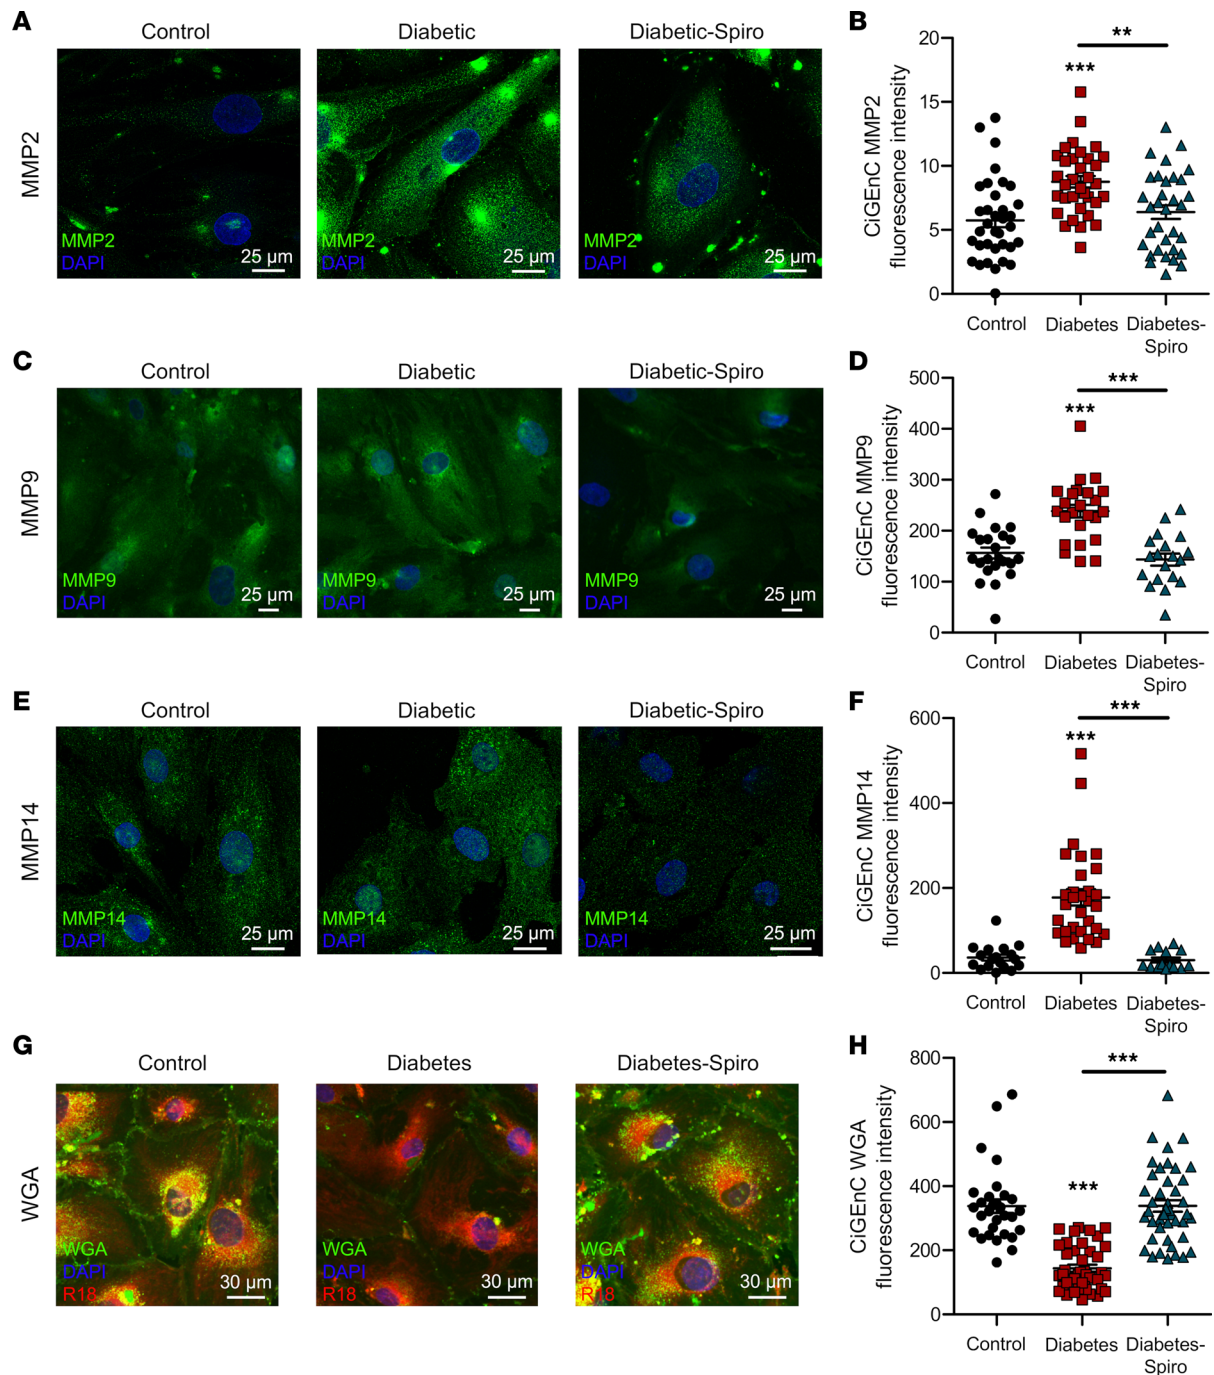 A
Control
Diabetic
Diabetic-Spiro
MMP2
MMP2
DAPI
25 µm
MMP2
DAPI
25 µm
MMP2
DAPI
25 µm
B
CiGEnC MMP2
fluorescence intensity
20
15
10
5
0
**
***
Control
Diabetes
Diabetes-
Spiro
C
Control
Diabetic
Diabetic-Spiro
MMP9
MMP9
DAPI
25 µm
MMP9
DAPI
25 µm
MMP9
DAPI
25 µm
D
CiGEnC MMP9
fluorescence intensity
500
400
300
200
100
0
***
***
Control
Diabetes
Diabetes-
Spiro
E
Control
Diabetic
Diabetic-Spiro
MMP14
MMP14
DAPI
25 µm
MMP14
DAPI
25 µm
MMP14
DAPI
25 µm
F
CiGEnC MMP14
fluorescence intensity
600
400
200
0
***
***
Control
Diabetes
Diabetes-
Spiro
G
Control
Diabetes
Diabetes-Spiro
WGA
WGA
DAPI
R18
30 µm
WGA
DAPI
R18
30 µm
WGA
DAPI
R18
30 µm
H
CiGEnC WGA
fluorescence intensity
800
600
400
200
0
***
***
Control
Diabetes
Diabetes-
Spiro